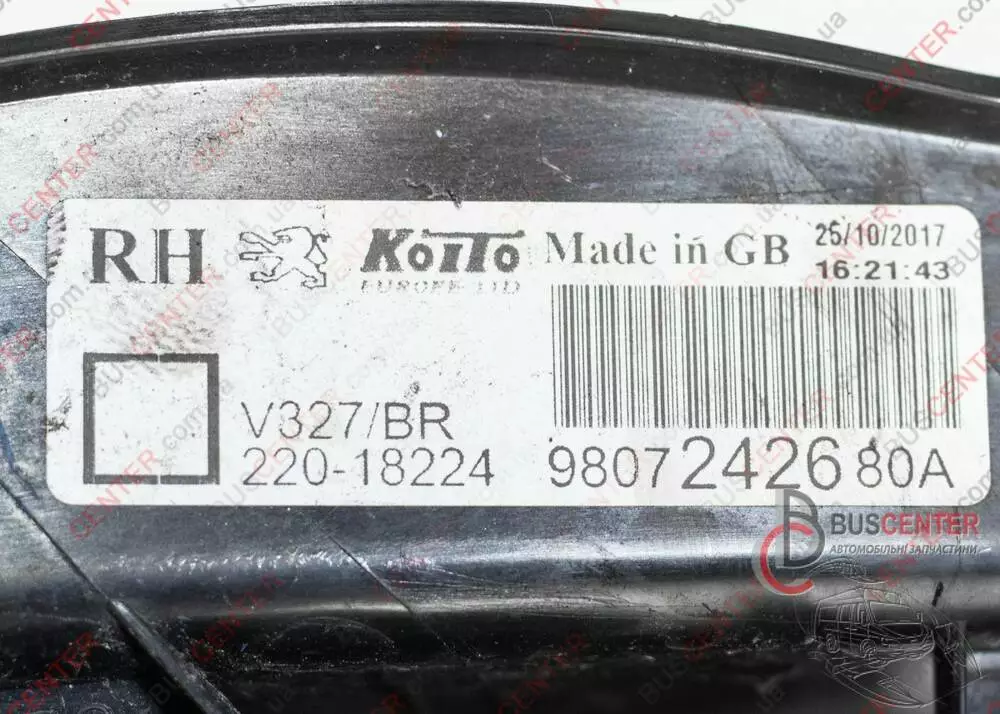 RH KOITO Made in GB 25/10/2017
EUROPE LTD 16:21:43
V327/BR
220-18224 9807242680A
BUSCENTER
АВТОМОБІЛЬНІ ЗАПЧАСТИНИ